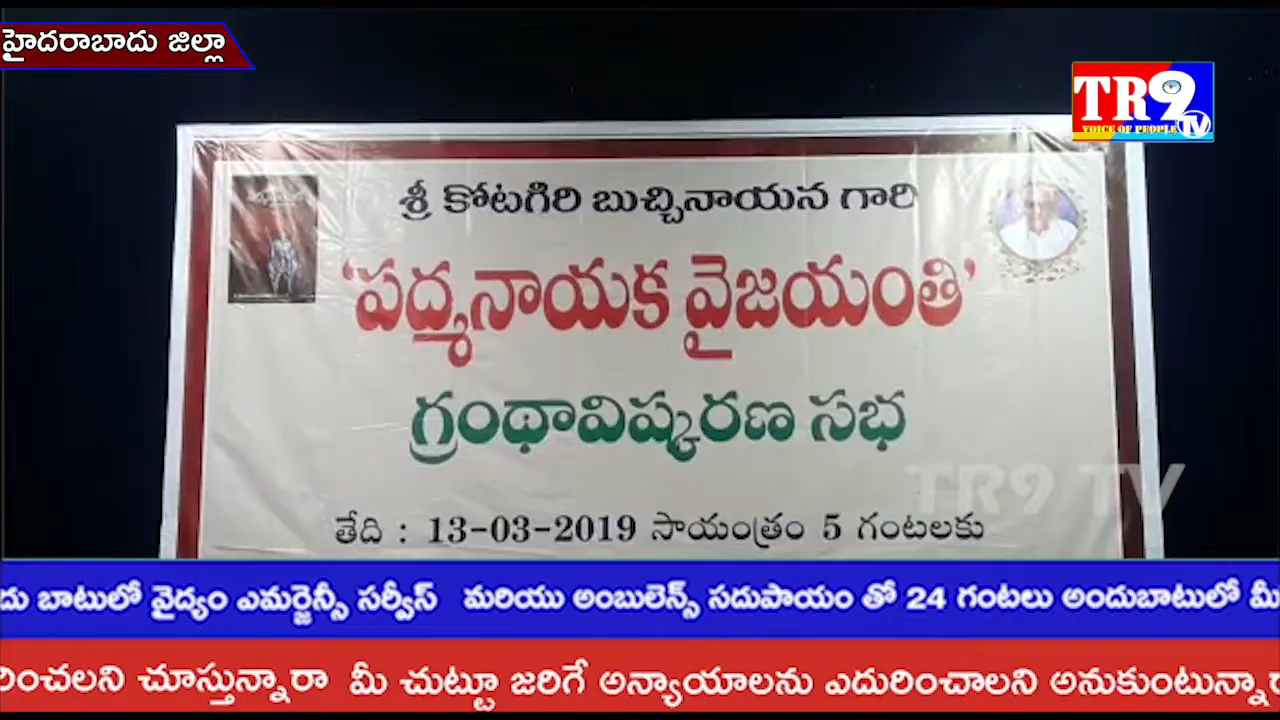 హైదరాబాదు జిల్లా
TR9
VOICE OF PEOPLE TV
శ్రీ కోటగిరి బుచ్చినాయన గారి
'పద్మనాయక వైజయంతి'
గ్రంథావిష్కరణ సభ
TR9 TV
తేది : 13-03-2019 సాయంత్రం 5 గంటలకు
దు బాటులో వైద్యం ఎమర్జెన్సీ సర్వీస్ మరియు అంబులెన్స్ సదుపాయం తో 24 గంటలు అందుబాటులో మీ
రించలని చూస్తున్నారా మీ చుట్టూ జరిగే అన్యాయాలను ఎదురించాలని అనుకుంటున్నారా